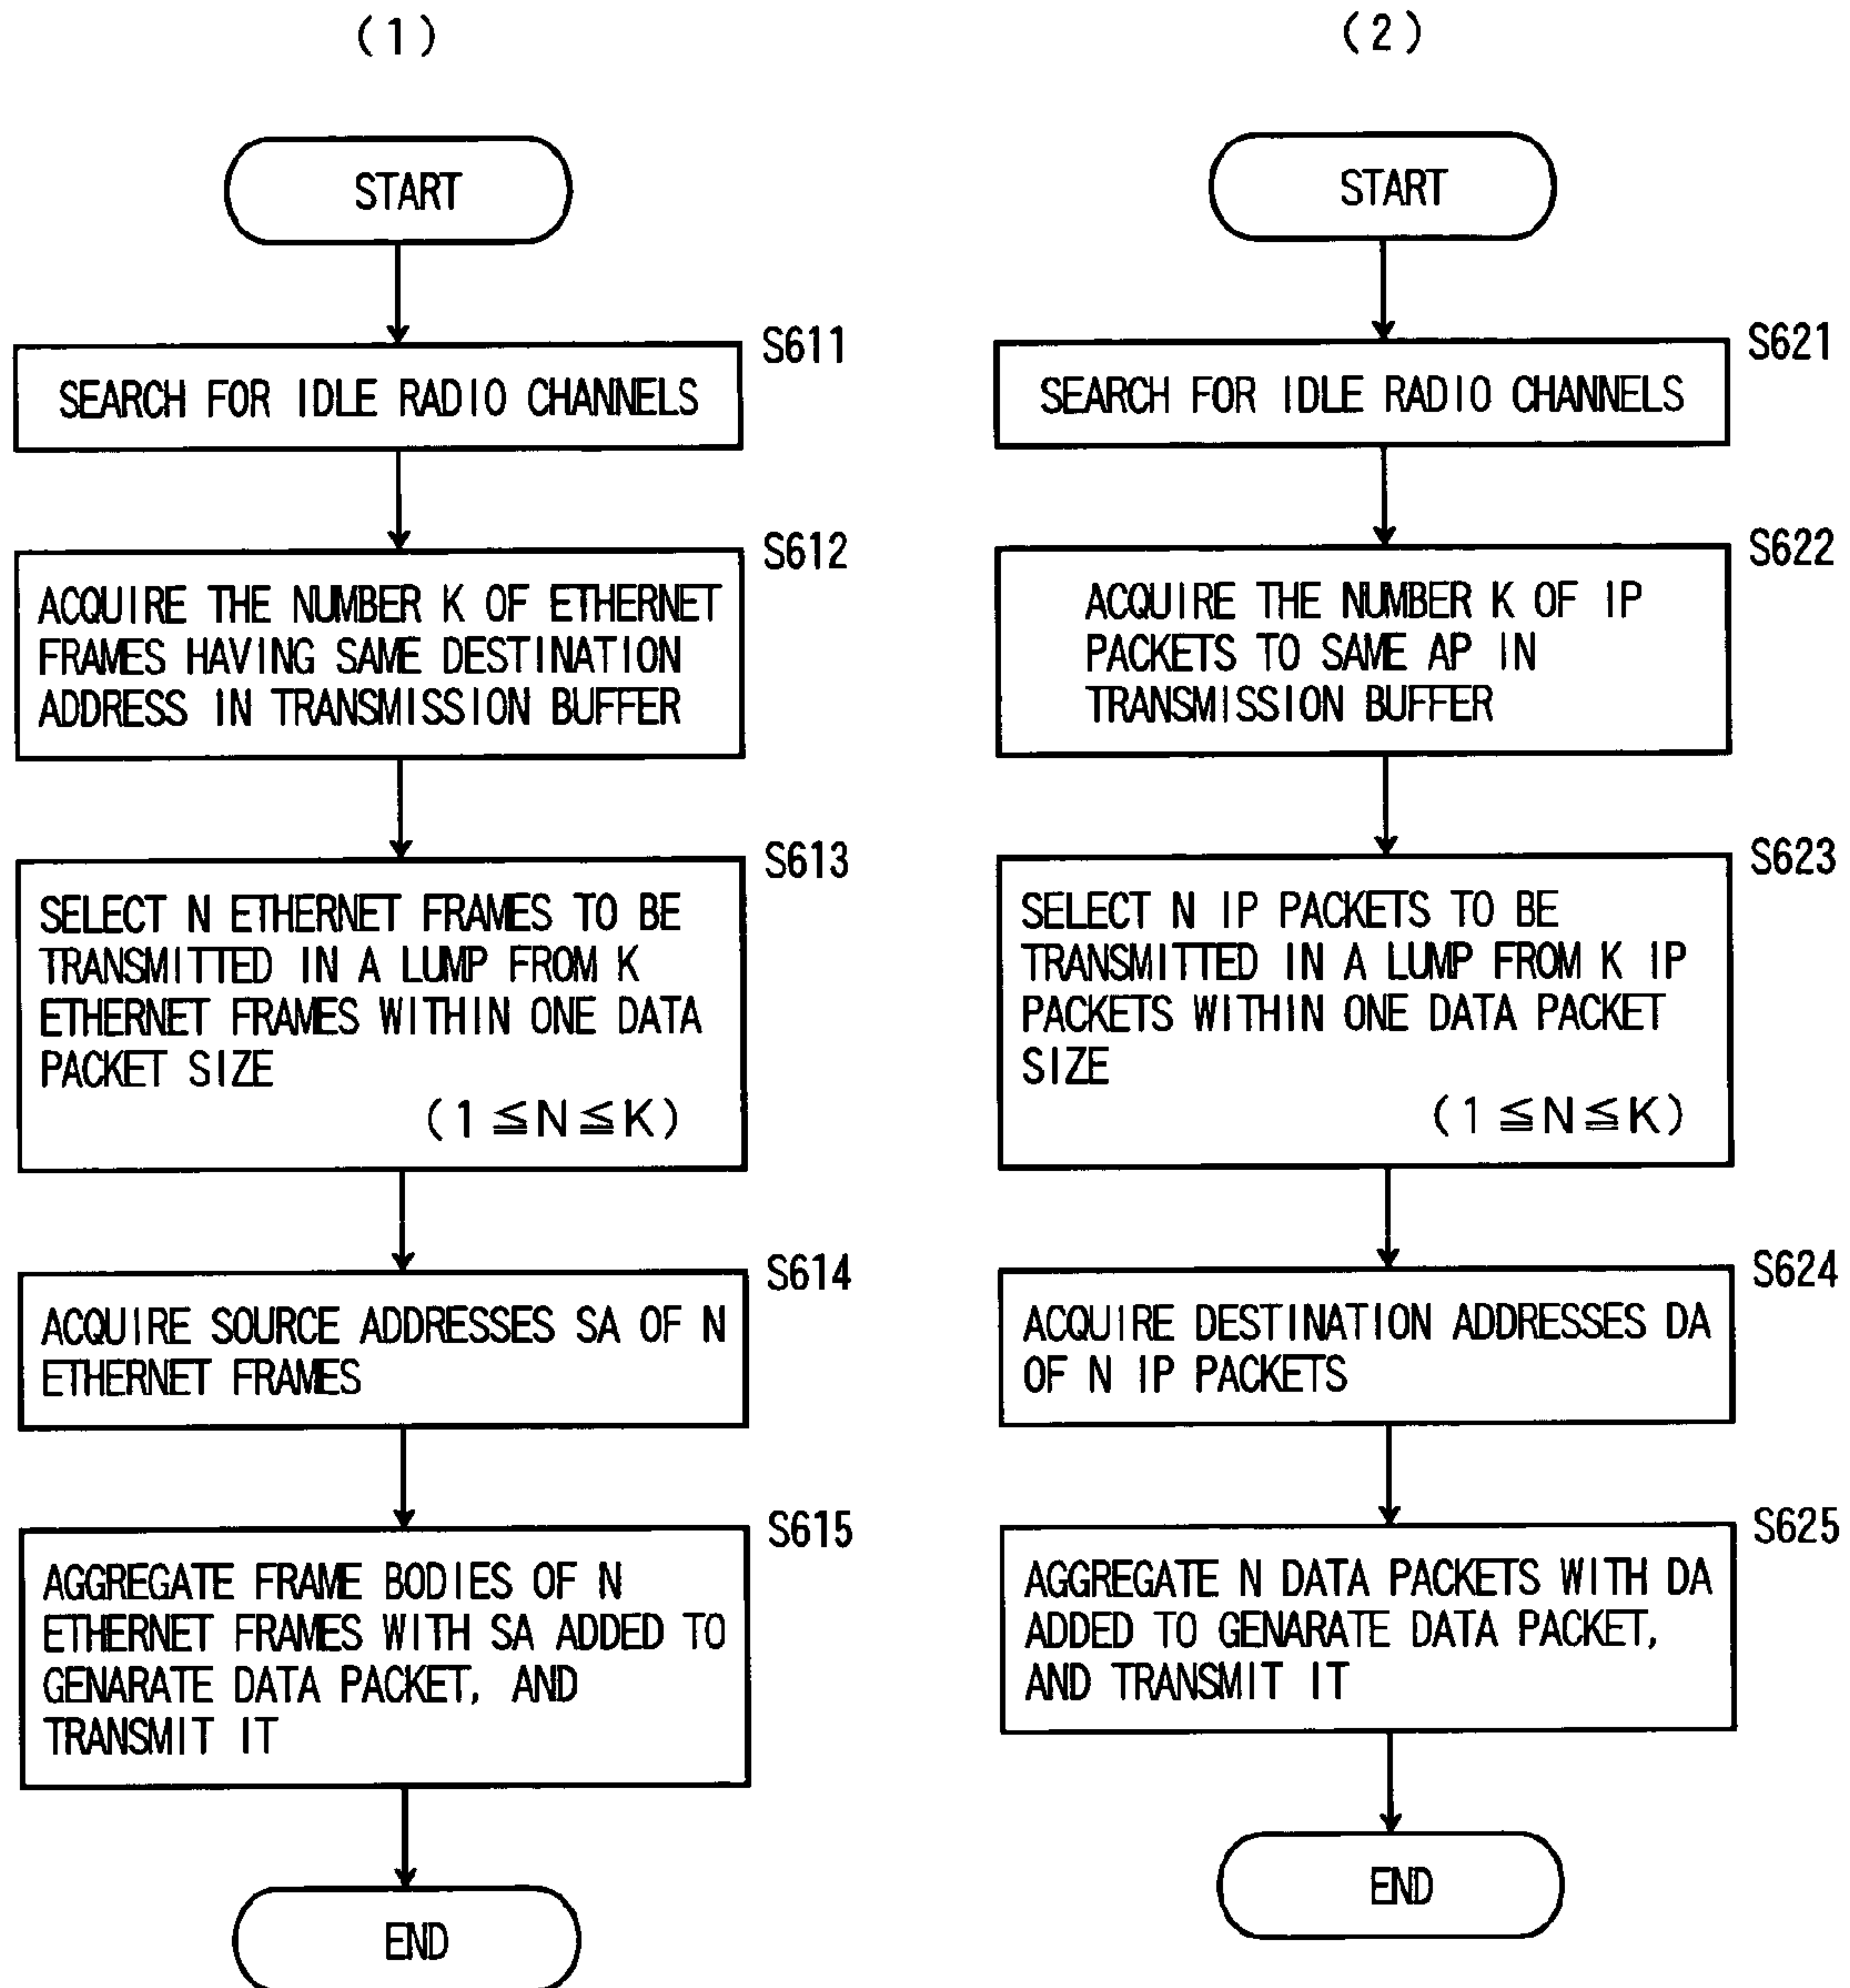 (1)
START
S611
SEARCH FOR IDLE RADIO CHANNELS
S612
ACQUIRE THE NUMBER K OF ETHERNET
FRAMES HAVING SAME DESTINATION
ADDRESS IN TRANSMISSION BUFFER
S613
SELECT N ETHERNET FRAMES TO BE
TRANSMITTED IN A LUMP FROM K
ETHERNET FRAMES WITHIN ONE DATA
PACKET SIZE
(1≦N≦K)
S614
ACQUIRE SOURCE ADDRESSES SA OF N
ETHERNET FRAMES
S615
AGGREGATE FRAME BODIES OF N
ETHERNET FRAMES WITH SA ADDED TO
GENARATE DATA PACKET, AND
TRANSMIT IT
END
(2)
START
S621
SEARCH FOR IDLE RADIO CHANNELS
S622
ACQUIRE THE NUMBER K OF IP
PACKETS TO SAME AP IN
TRANSMISSION BUFFER
S623
SELECT N IP PACKETS TO BE
TRANSMITTED IN A LUMP FROM K IP
PACKETS WITHIN ONE DATA PACKET
SIZE
(1≦N≦K)
S624
ACQUIRE DESTINATION ADDRESSES DA
OF N IP PACKETS
S625
AGGREGATE N DATA PACKETS WITH DA
ADDED TO GENARATE DATA PACKET,
AND TRANSMIT IT
END